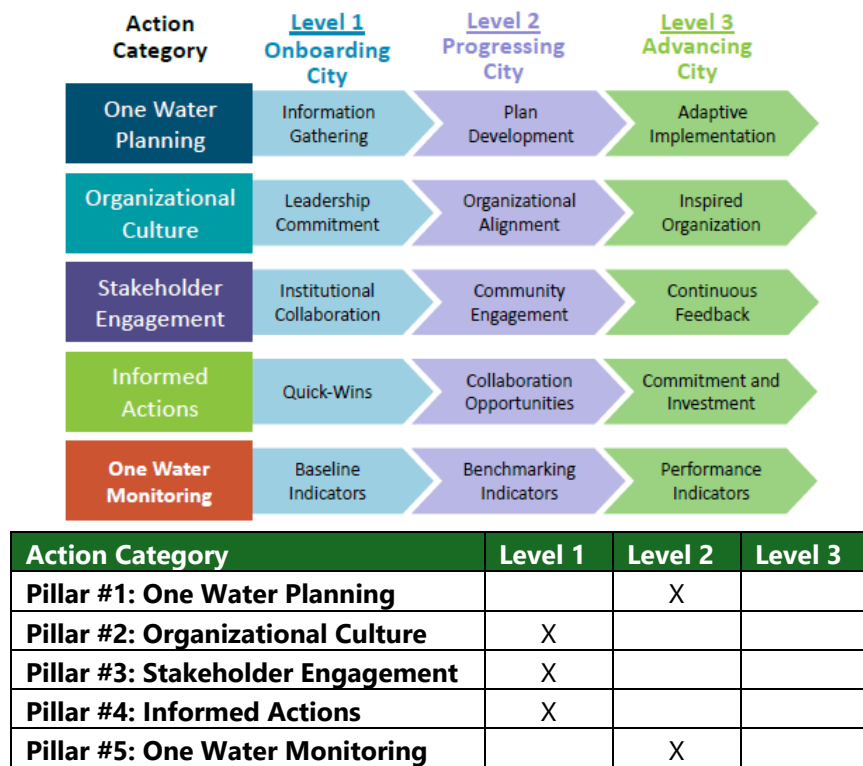 Action
Category
Level 1
Onboarding
City
Level 2
Progressing
City
Level 3
Advancing
City
One Water
Planning
Information
Gathering
Plan
Development
Adaptive
Implementation
Organizational
Culture
Leadership
Commitment
Organizational
Alignment
Inspired
Organization
Stakeholder
Engagement
Institutional
Collaboration
Community
Engagement
Continuous
Feedback
Informed
Actions
Quick-Wins
Collaboration
Opportunities
Commitment and
Investment
One Water
Monitoring
Baseline
Indicators
Benchmarking
Indicators
Performance
Indicators
Action Category Level 1 Level 2 Level 3
Pillar #1: One Water Planning X
Pillar #2: Organizational Culture X
Pillar #3: Stakeholder Engagement X
Pillar #4: Informed Actions X
Pillar #5: One Water Monitoring X